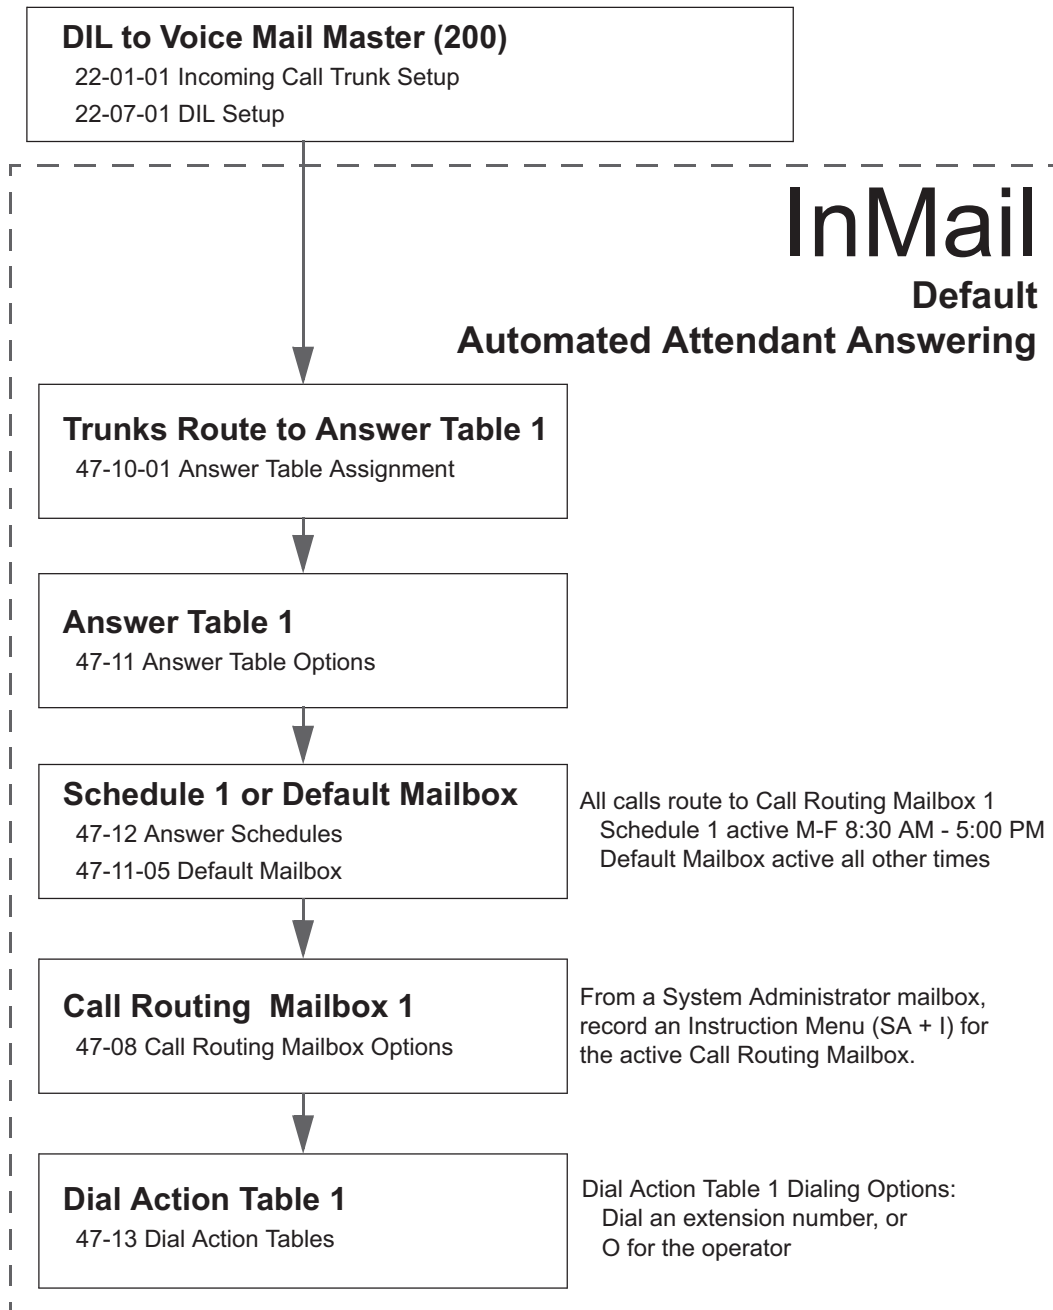 DIL to Voice Mail Master (200)
22-01-01 Incoming Call Trunk Setup
22-07-01 DIL Setup
InMail
Default
Automated Attendant Answering
Trunks Route to Answer Table 1
47-10-01 Answer Table Assignment
Answer Table 1
47-11 Answer Table Options
Schedule 1 or Default Mailbox
47-12 Answer Schedules
47-11-05 Default Mailbox
All calls route to Call Routing Mailbox 1
Schedule 1 active M-F 8:30 AM - 5:00 PM
Default Mailbox active all other times
Call Routing  Mailbox 1
47-08 Call Routing Mailbox Options
From a System Administrator mailbox,
record an Instruction Menu (SA + I) for
the active Call Routing Mailbox.
Dial Action Table 1
47-13 Dial Action Tables
Dial Action Table 1 Dialing Options:
Dial an extension number, or
O for the operator